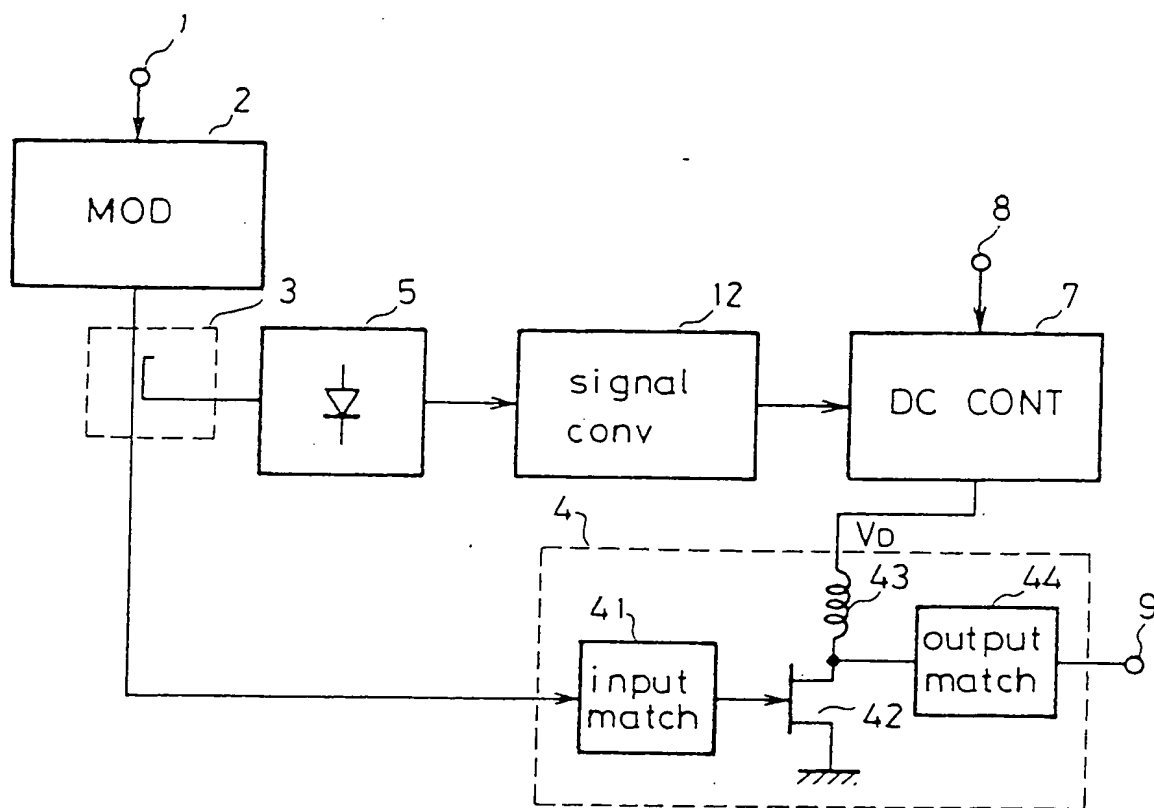 1
2
MOD
3
5
12
signal
conv
8
7
DC CONT
4
VD
43
44
41
input
match
42
output
match
9